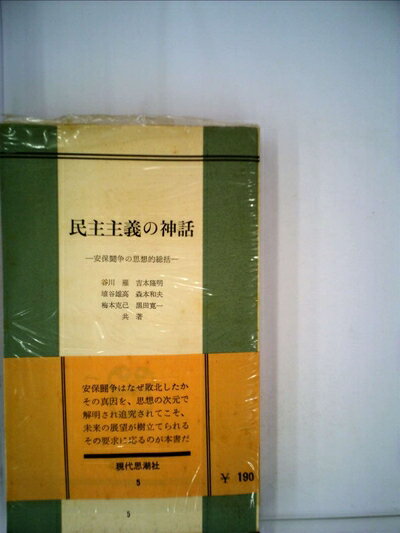 民主主義の神話
―安保闘争の思想的総括―
谷川 雁 吉本隆明
埴谷雄高 森本和夫
梅本克己 黒田寛一
共 著
安保闘争はなぜ敗北したか
その真因を、思想の次元で
解明され追究されてこそ、
未来の展望が樹立てられる
その要求に応るのが本書だ
現代思潮社
5
¥ 190
5